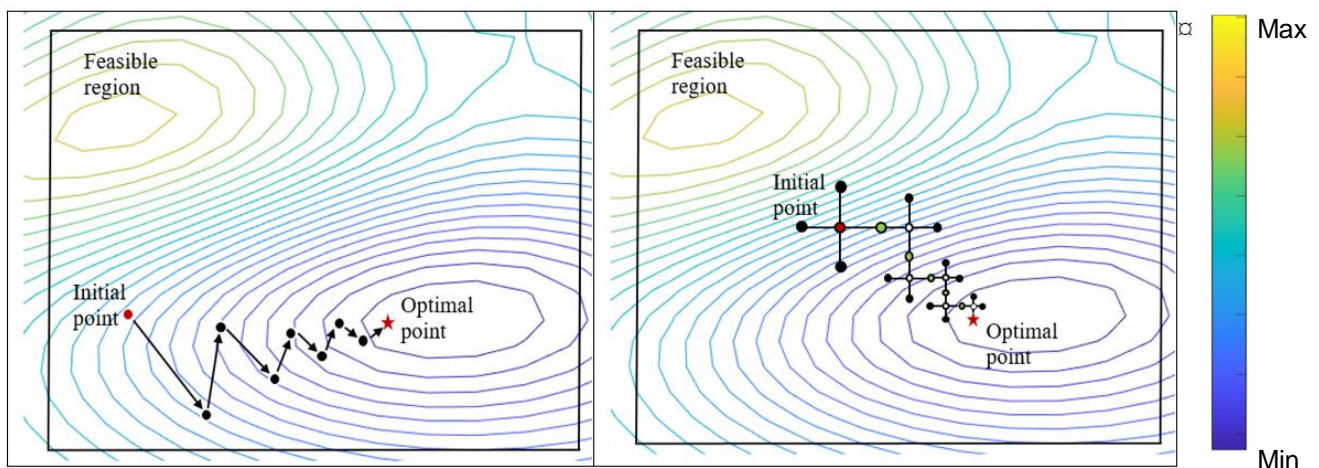 Feasible
region
Initial
point
Optimal
point
Feasible
region
Initial
point
Optimal
point
¤
Max
Min